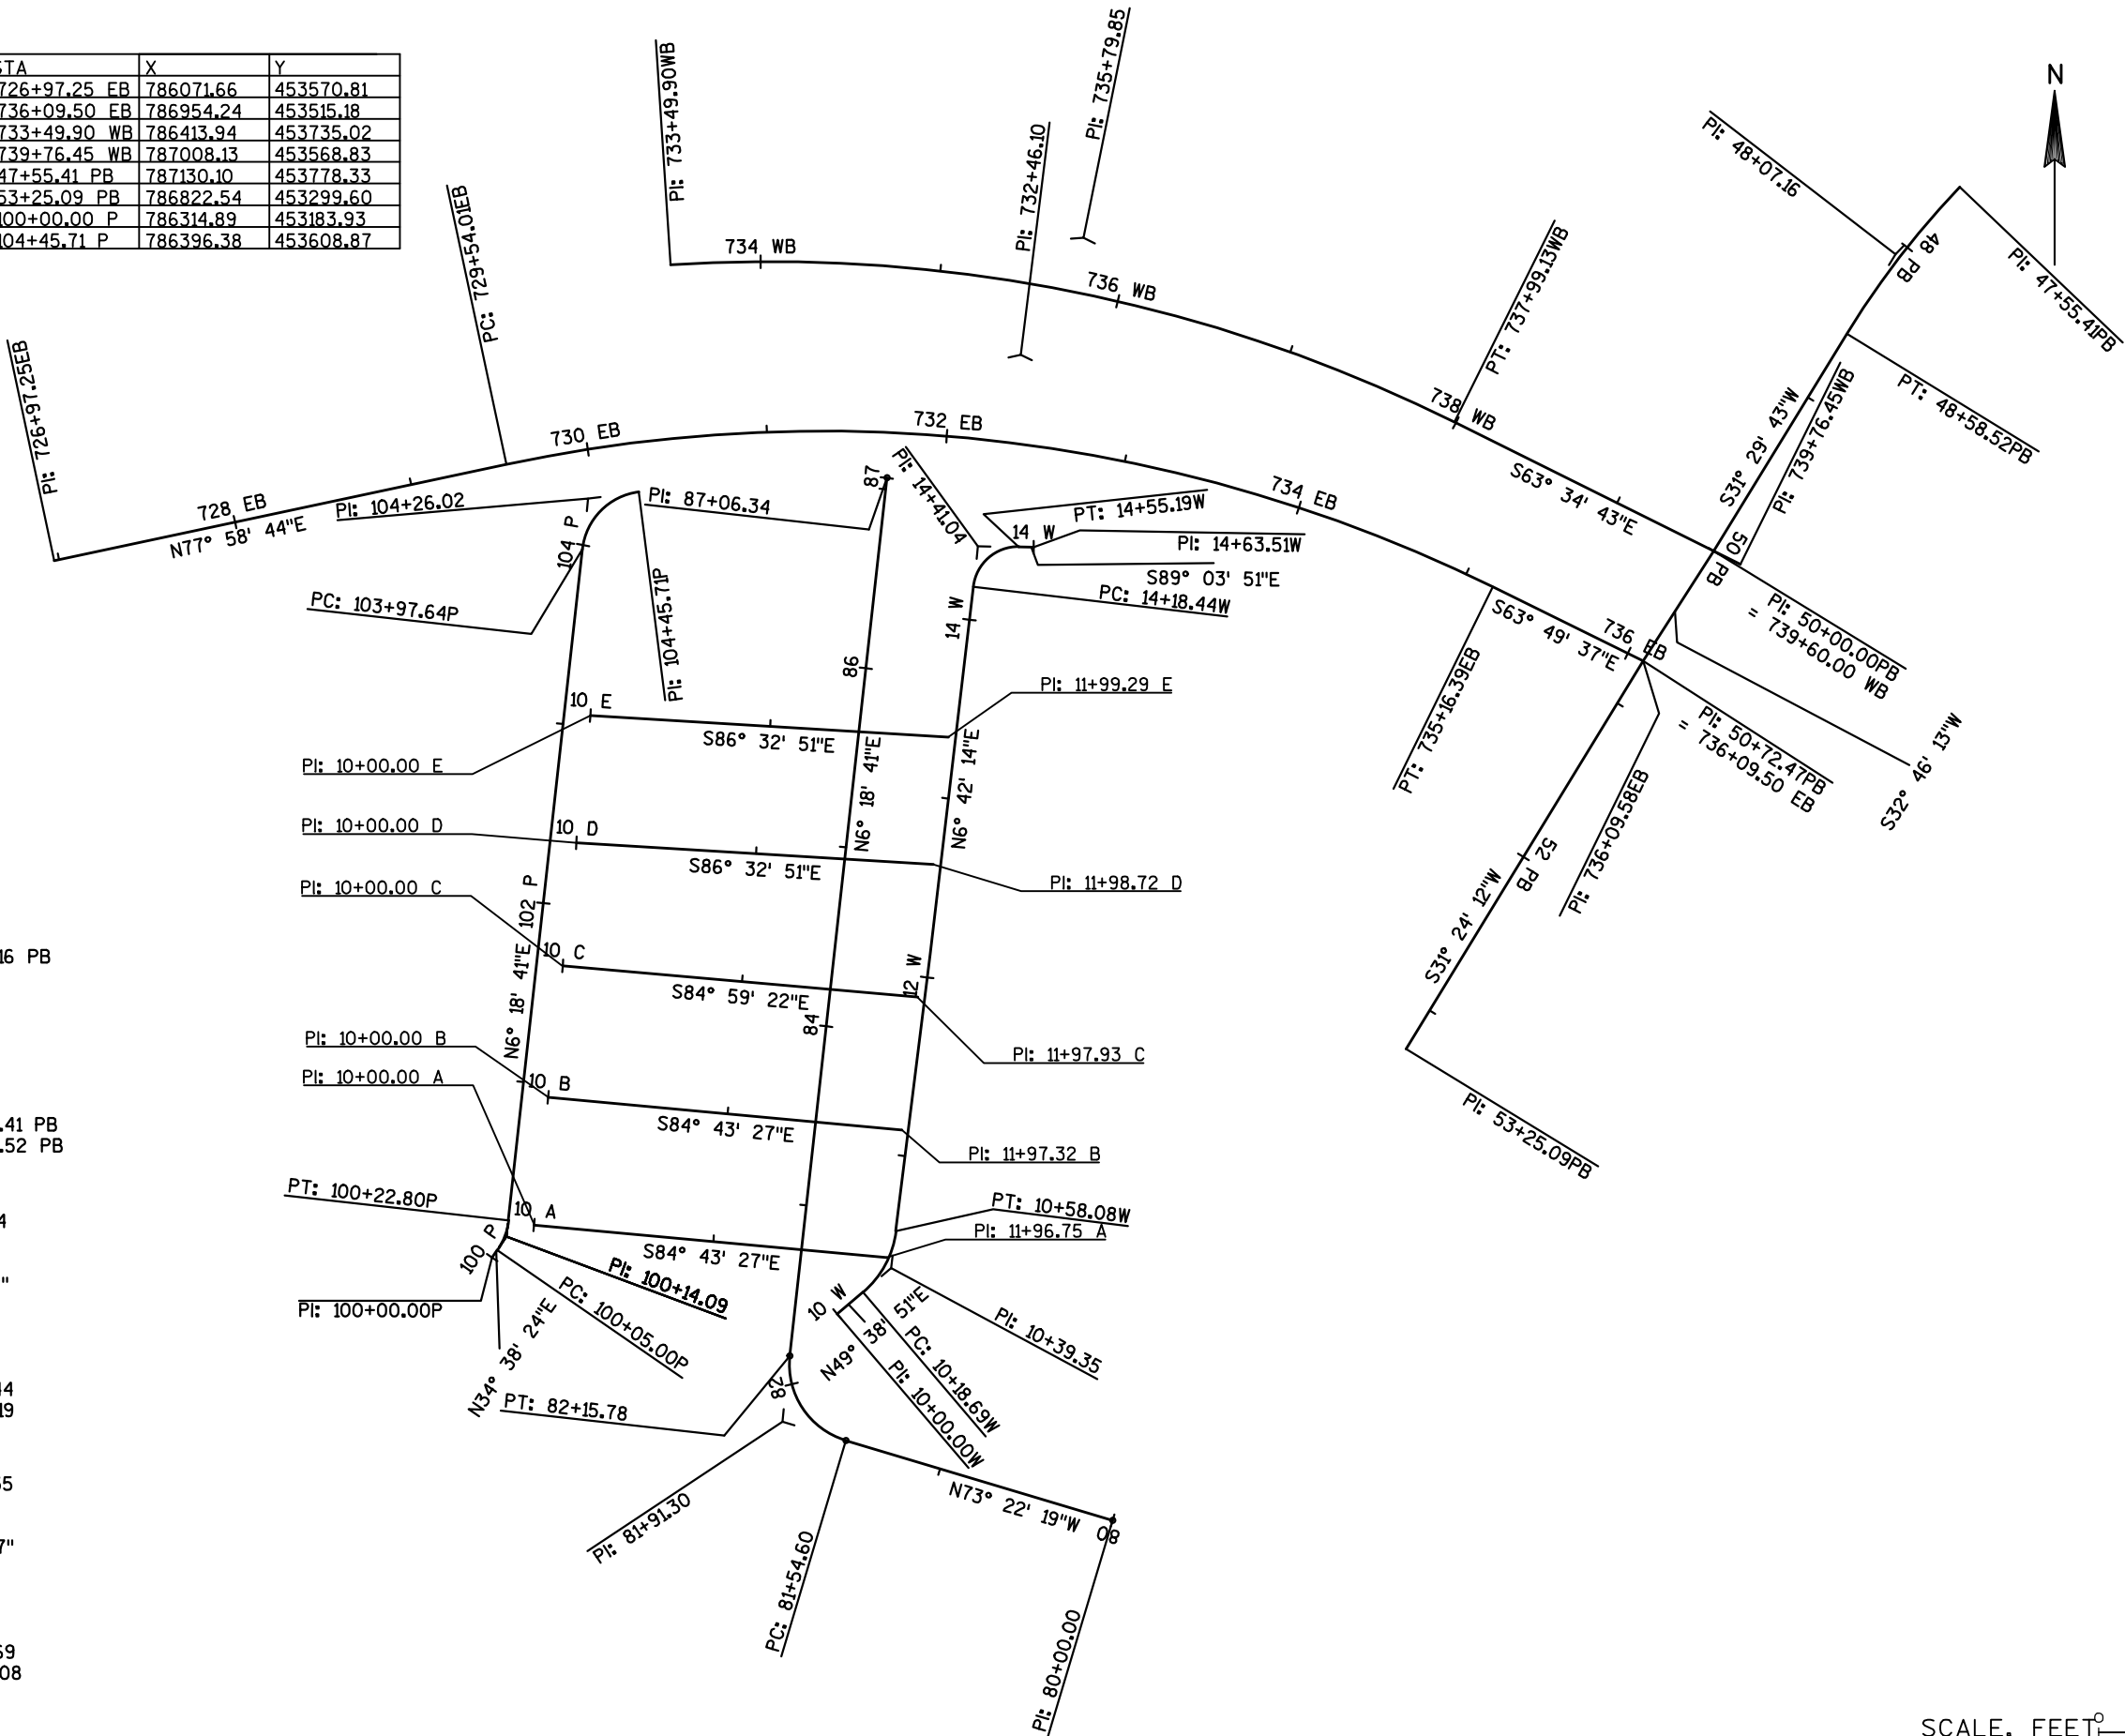 STA X Y
726+97.25 EB 786071.66 453570.81
736+09.50 EB 786954.24 453515.18
733+49.90 WB 786413.94 453735.02
739+76.45 WB 787008.13 453568.83
47+55.41 PB 787130.10 453778.33
53+25.09 PB 786822.54 453299.60
100+00.00 P 786314.89 453183.93
104+45.71 P 786396.38 453608.87
PI: 726+97.25EB
PC: 729+54.01EB
PI: 733+49.90WB
PI: 732+46.10
PI: 735+79.85
PT: 737+99.13WB
PI: 48+07.16
N
48 PB
PI: 47+55.41PB
734 WB
736 WB
738 WB
S63° 34' 43"E
S31° 29' 43"W
PI: 739+76.45WB
PT: 48+58.52PB
50 PB
PI: 50+00.00PB
= 739+60.00 WB
728 EB
N77° 58' 44"E
730 EB
732 EB
734 EB
S63° 49' 37"E
736 EB
PT: 735+16.39EB
PI: 50+72.47PB
= 736+09.50 EB
PI: 736+09.58EB
S32° 46' 13"W
52 PB
S31° 24' 12"W
PI: 53+25.09PB
PI: 104+26.02
104 P
PC: 103+97.64P
PI: 104+45.71P
PI: 87+06.34
87
PI: 14+41.04
PT: 14+55.19W
14 W
PI: 14+63.51W
S89° 03' 51"E
PC: 14+18.44W
14 W
86
10 E
PI: 11+99.29 E
S86° 32' 51"E
PI: 10+00.00 E
N6° 18' 41"E
N6° 42' 14"E
PI: 10+00.00 D
10 D
S86° 32' 51"E
PI: 11+98.72 D
PI: 10+00.00 C
102 P
10 C
S84° 59' 22"E
12 W
PI: 11+97.93 C
N6° 18' 41"E
84
PI: 10+00.00 B
PI: 10+00.00 A
10 B
S84° 43' 27"E
PI: 11+97.32 B
PT: 100+22.80P
10 A
S84° 43' 27"E
PT: 10+58.08W
PI: 11+96.75 A
100 P
PI: 100+14.09
PI: 100+00.00P
PC: 100+05.00P
N34° 38' 24"E
10 W
N49° 38' 51"E
PC: 10+18.69W
PI: 10+00.00W
PI: 10+39.35
PT: 82+15.78
82
PI: 81+91.30
PC: 81+54.60
N73° 22' 19"W
80
PI: 80+00.00
16 PB
.41 PB
.52 PB
4
"
44
19
55
7"
69
08
SCALE, FEET
0